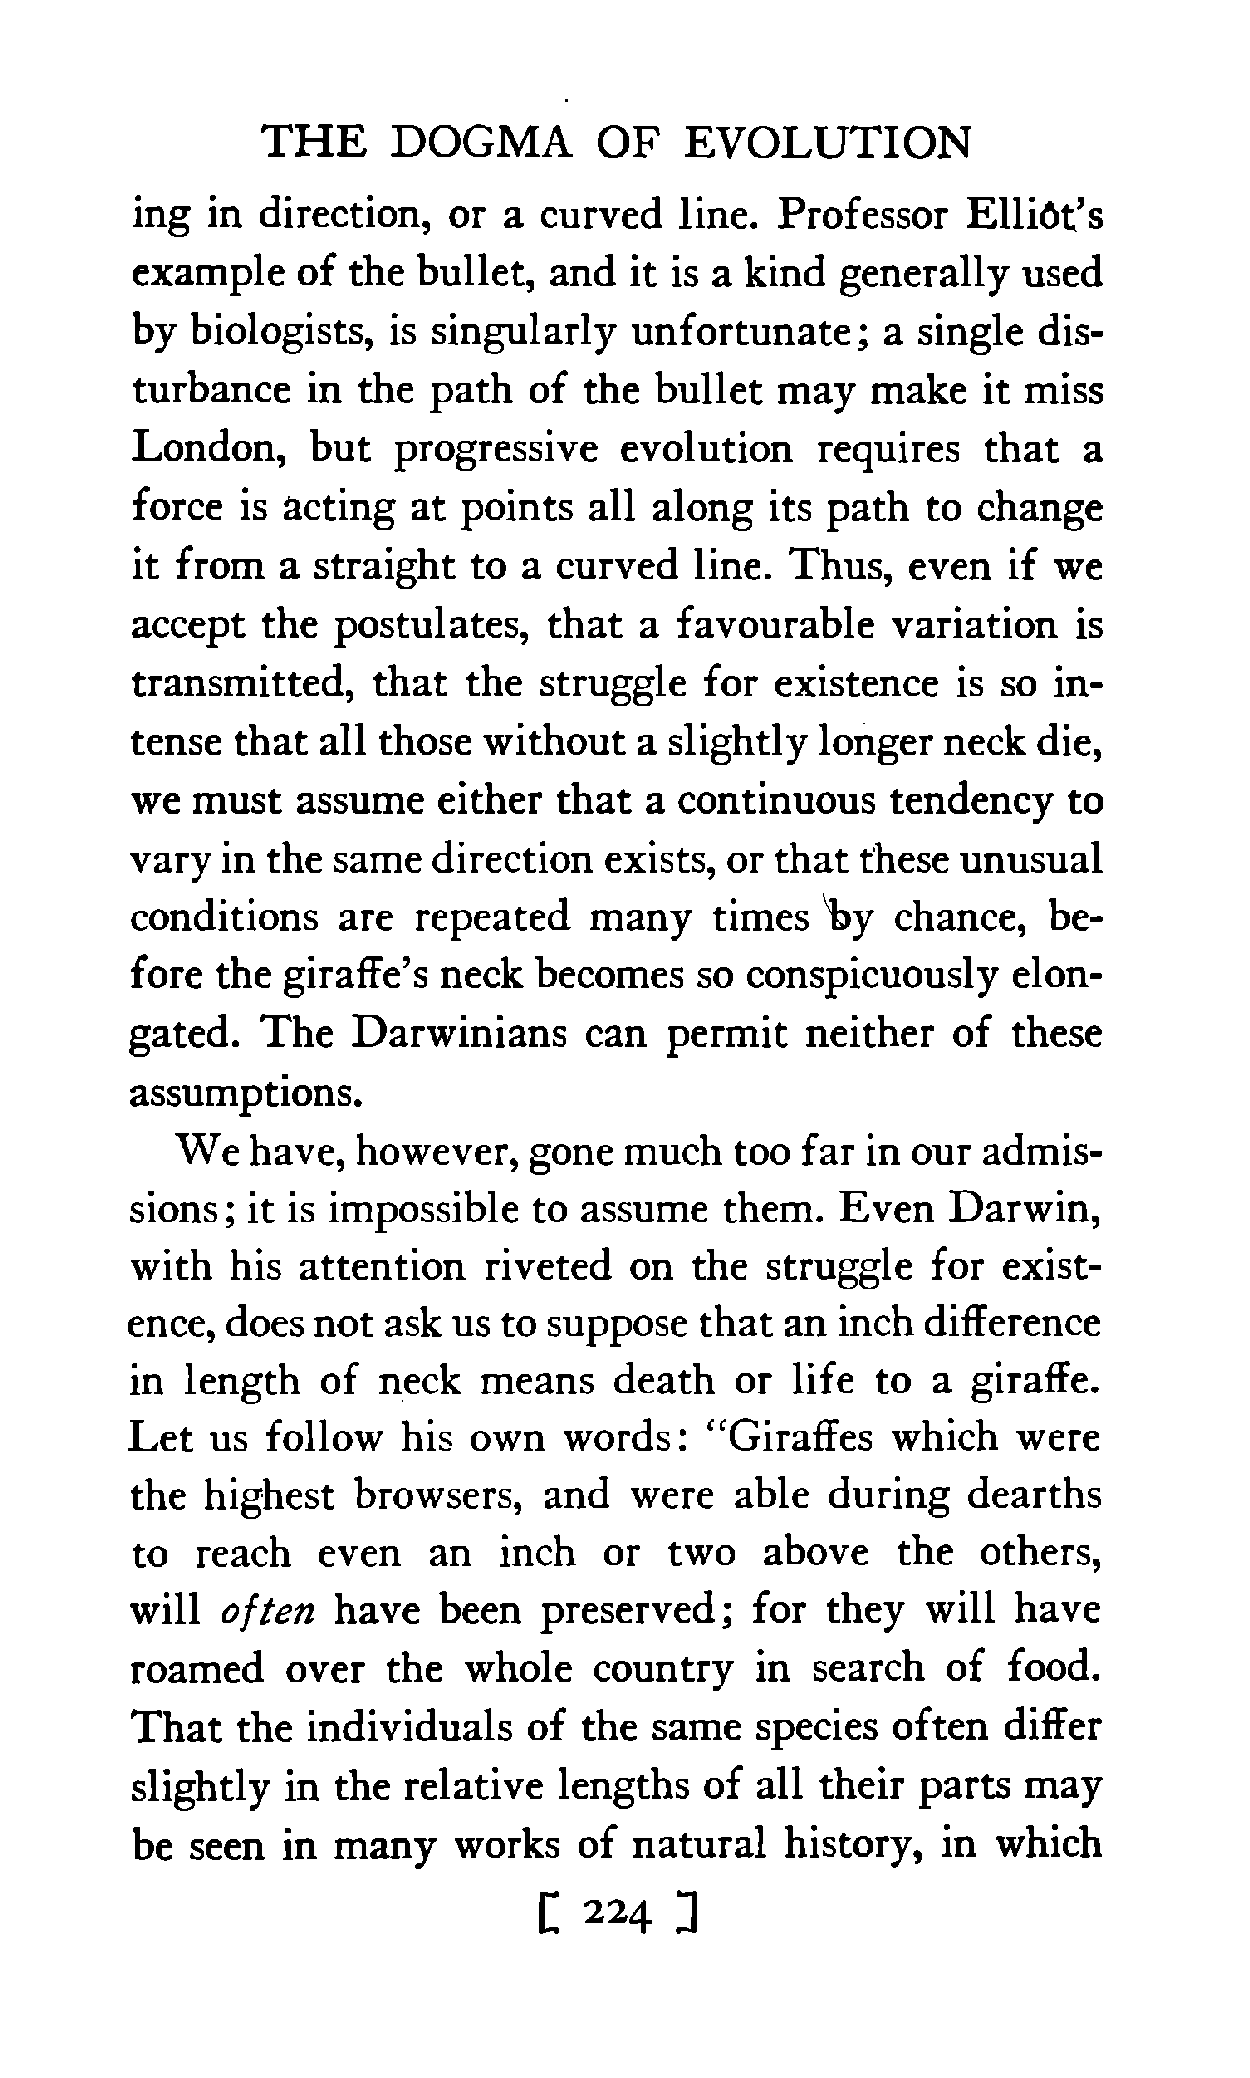 THE DOGMA OF EVOLUTION
ing in direction, or a curved line. Professor Elliot's
example of the bullet, and it is a kind generally used
by biologists, is singularly unfortunate; a single dis-
turbance in the path of the bullet may make it miss
London, but progressive evolution requires that a
force is acting at points all along its path to change
it from a straight to a curved line. Thus, even if we
accept the postulates, that a favourable variation is
transmitted, that the struggle for existence is so in-
tense that all those without a slightly longer neck die,
we must assume either that a continuous tendency to
vary in the same direction exists, or that these unusual
conditions are repeated many times by chance, be-
fore the giraffe's neck becomes so conspicuously elon-
gated. The Darwinians can permit neither of these
assumptions.
We have, however, gone much too far in our admis-
sions; it is impossible to assume them. Even Darwin,
with his attention riveted on the struggle for exist-
ence, does not ask us to suppose that an inch difference
in length of neck means death or life to a giraffe.
Let us follow his own words: "Giraffes which were
the highest browsers, and were able during dearths
to reach even an inch or two above the others,
will often have been preserved; for they will have
roamed over the whole country in search of food.
That the individuals of the same species often differ
slightly in the relative lengths of all their parts may
be seen in many works of natural history, in which
[ 224 ]